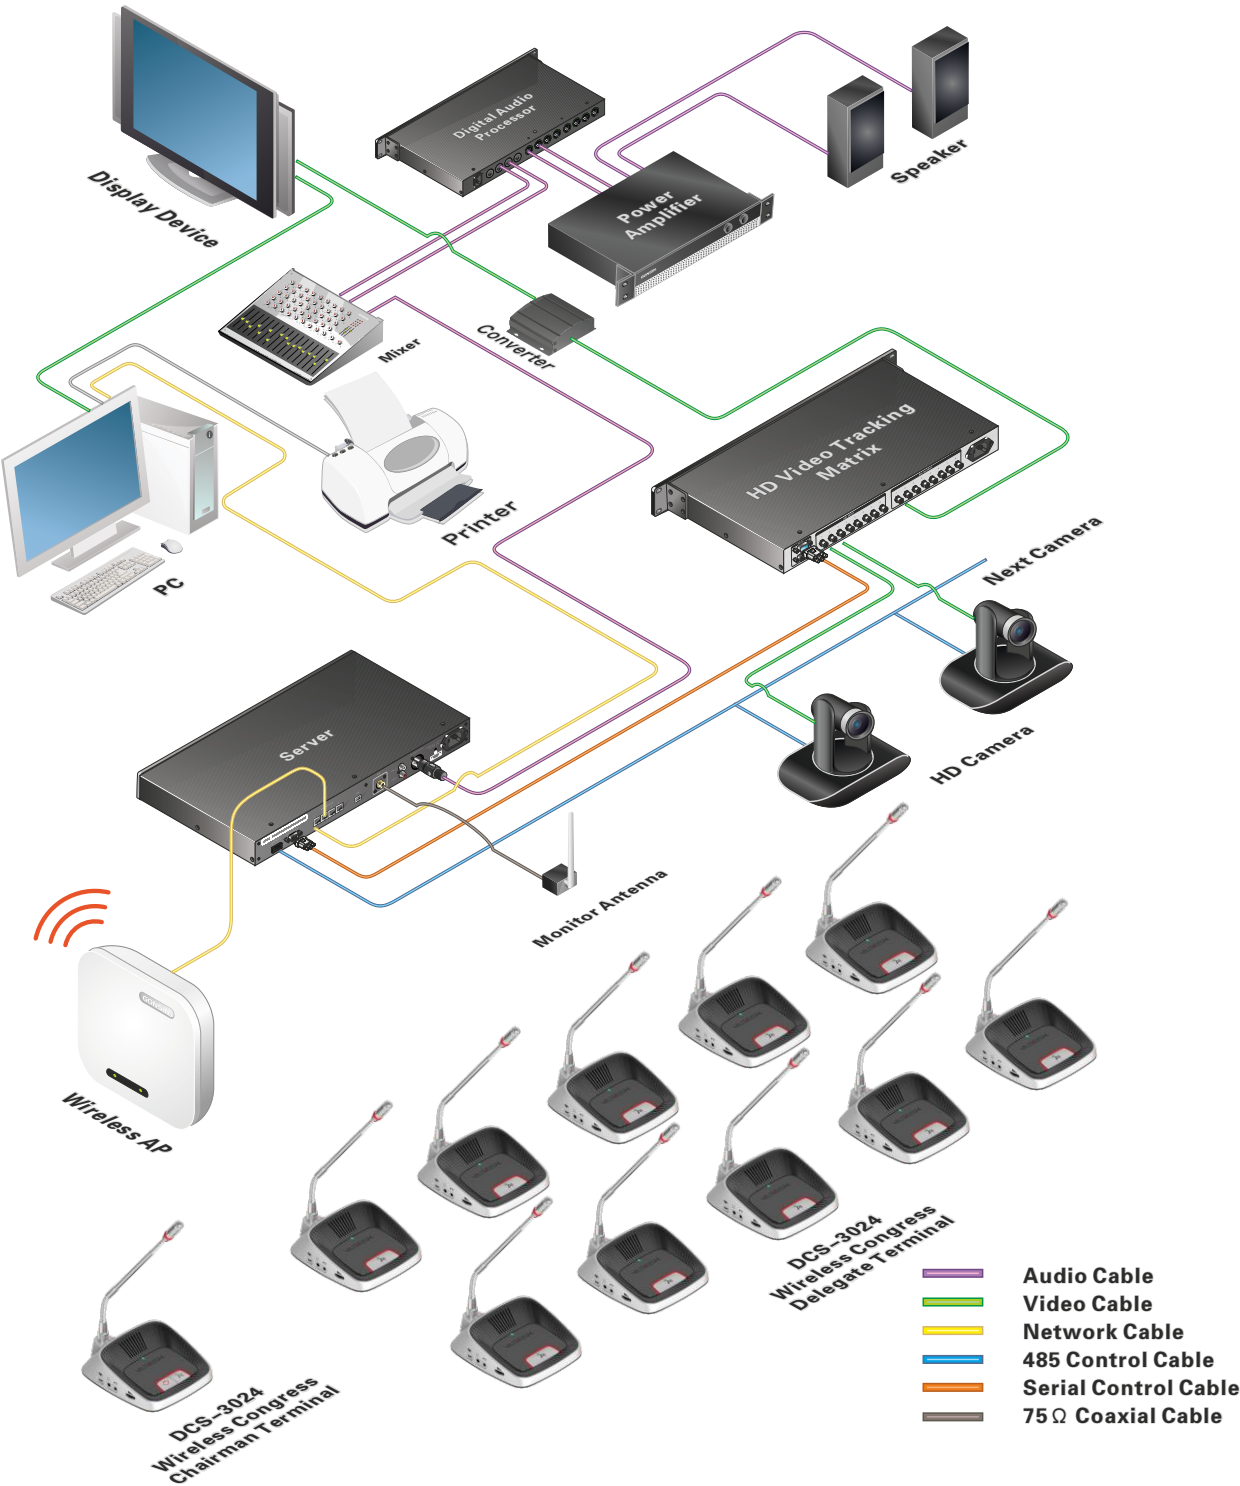 Digital Audio
Processor
Speaker
Display Device
Power
Amplifier
Mixer
Converter
HD Video Tracking
Matrix
Printer
PC
Next Camera
HD Camera
Server
Monitor Antenna
Wireless AP
DCS-3024
Wireless Congress
Delegate Terminal
DCS-3024
Wireless Congress
Chairman Terminal
Audio Cable
Video Cable
Network Cable
485 Control Cable
Serial Control Cable
75Ω Coaxial Cable